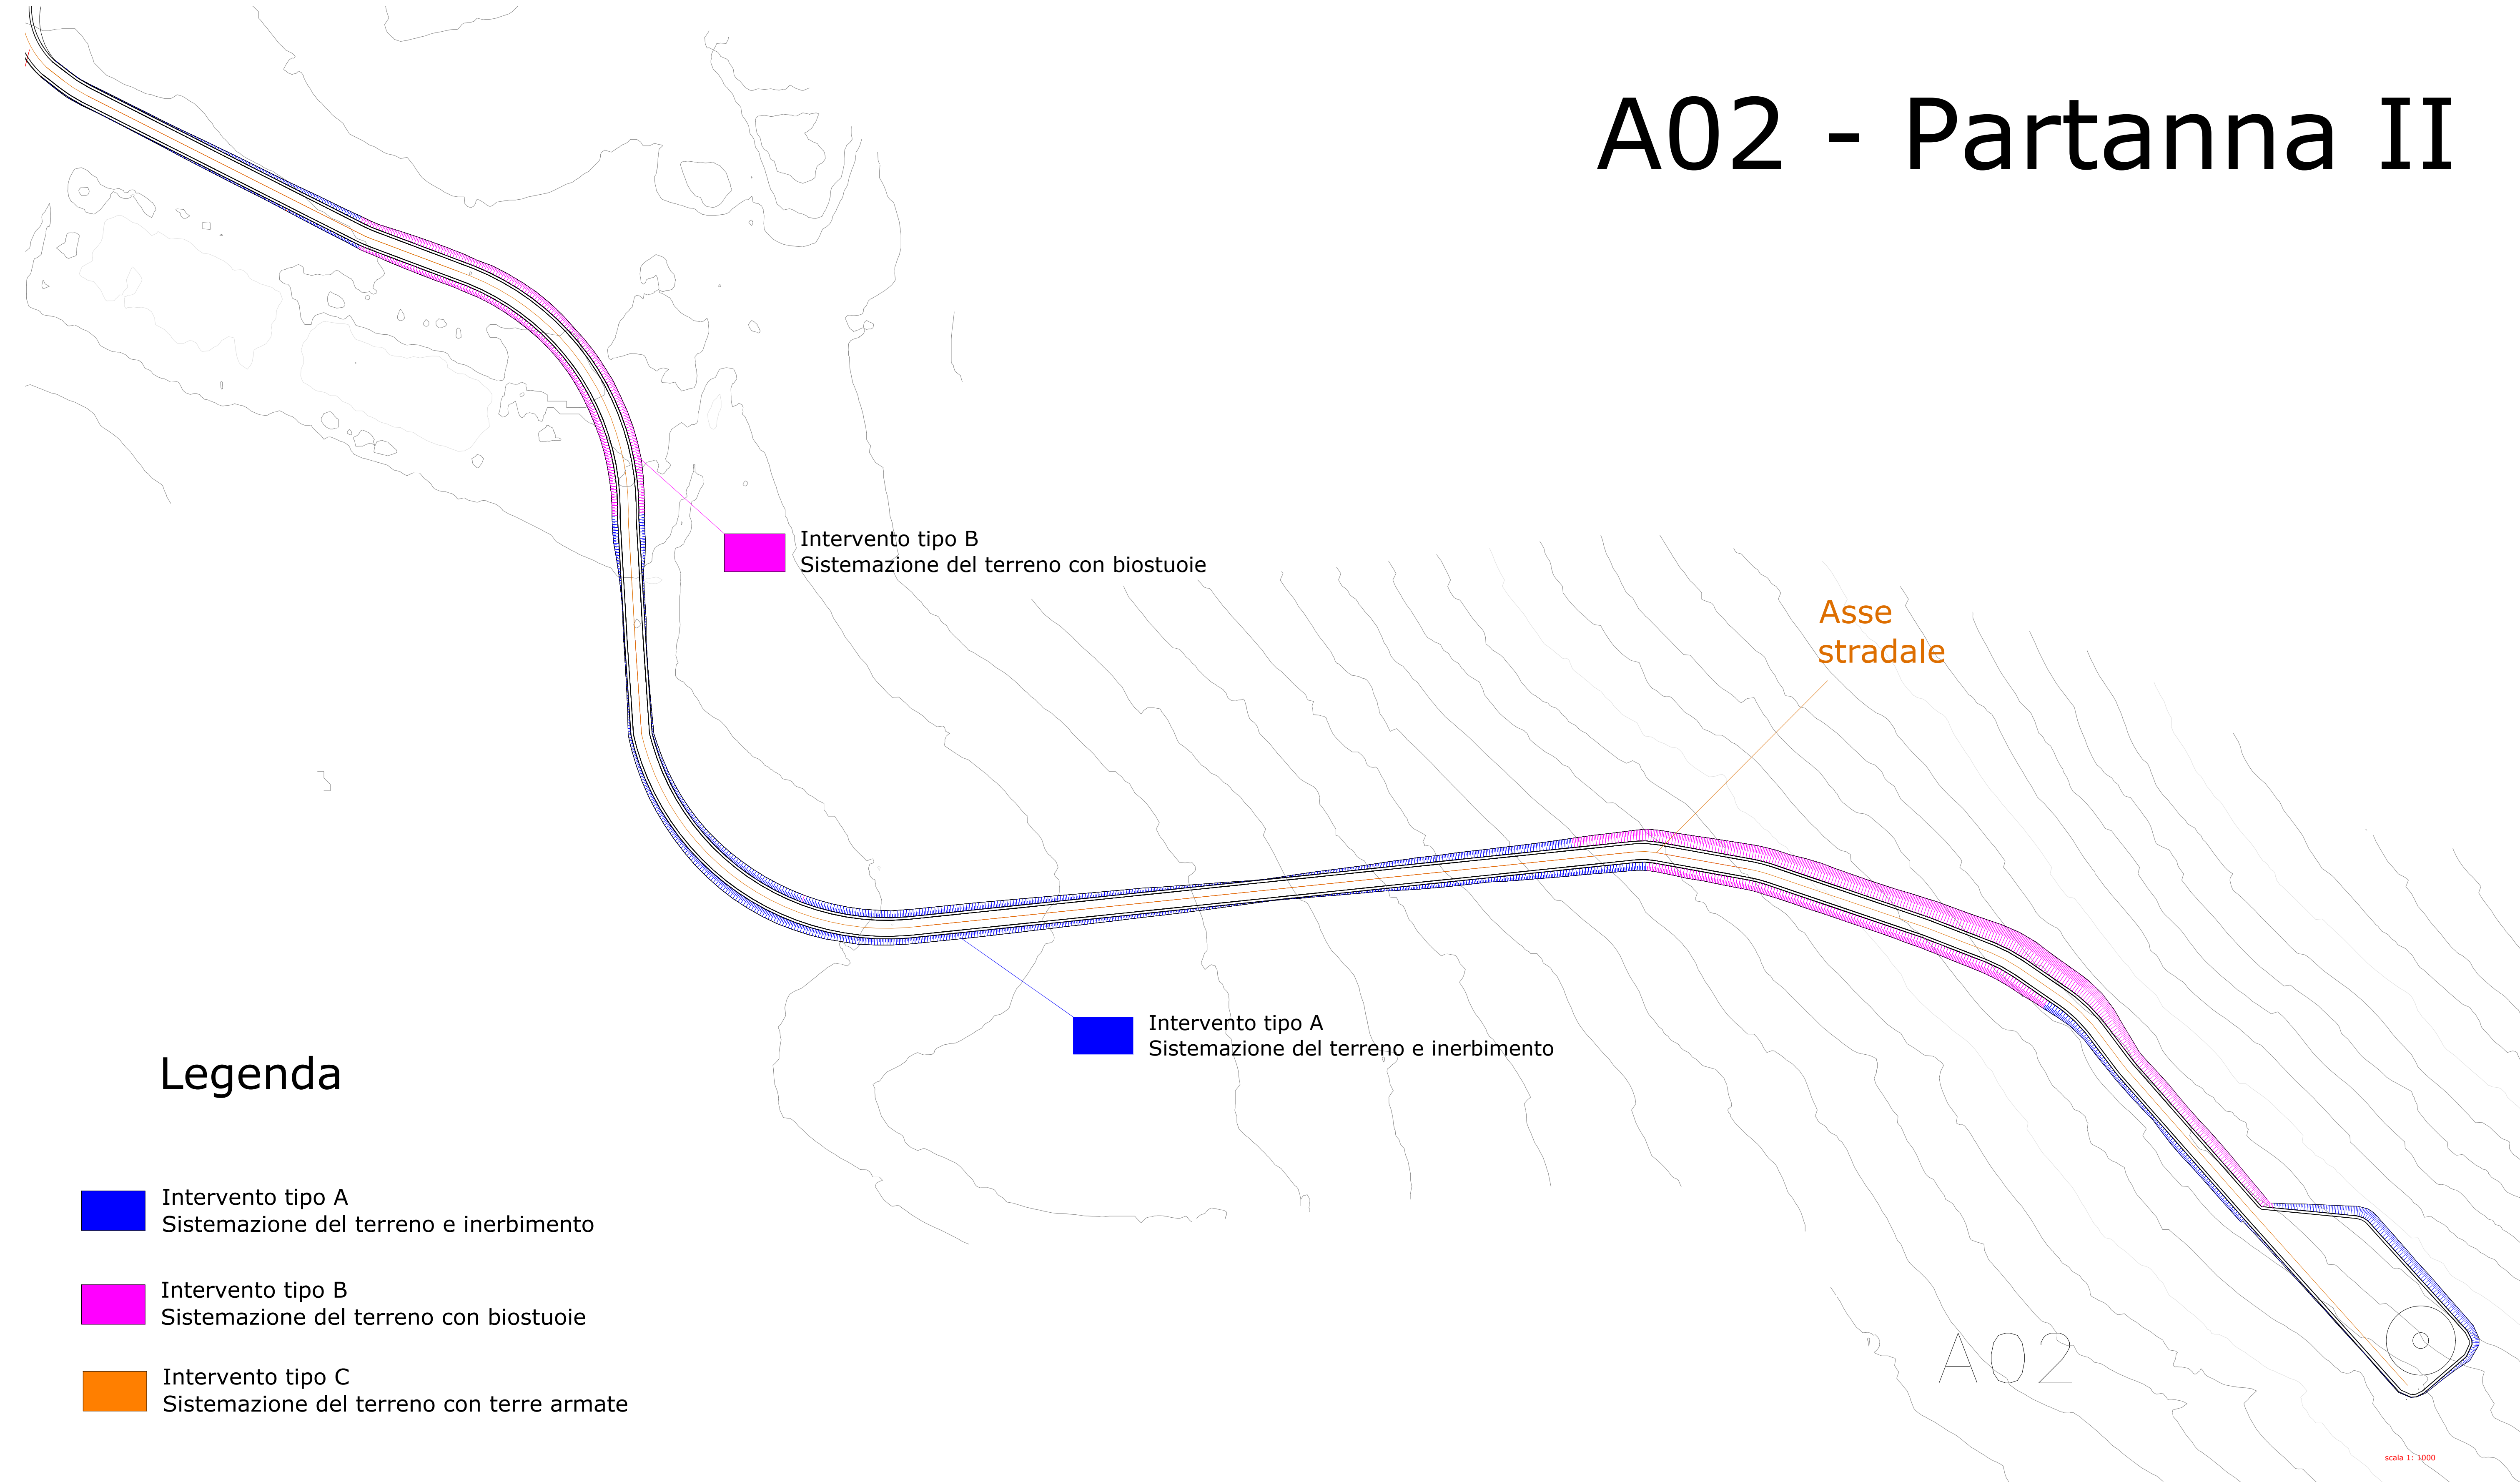 A02 - Partanna II
Intervento tipo B
Sistemazione del terreno con biostuoie
Asse
stradale
Intervento tipo A
Sistemazione del terreno e inerbimento
Legenda
Intervento tipo A
Sistemazione del terreno e inerbimento
Intervento tipo B
Sistemazione del terreno con biostuoie
Intervento tipo C
Sistemazione del terreno con terre armate
A02
scala 1: 1000